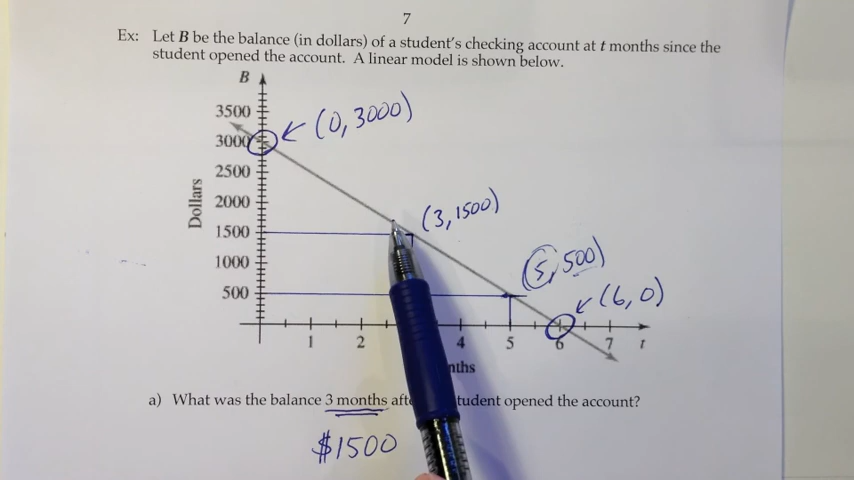 7
Ex: Let B be the balance (in dollars) of a student's checking account at t months since the
student opened the account. A linear model is shown below.
B
3500
(0, 3000)
3000
2500
2000
(3, 1500)
Dollars
1500
1000
(5, 500)
500
(6, 0)
1 2 4 5 6 7 t
a) What was the balance 3 months student opened the account?
$1500